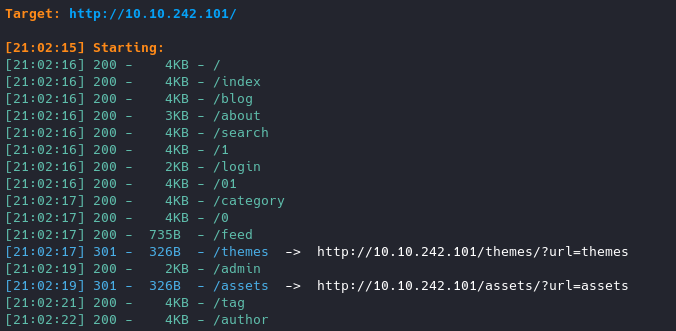 Target: http://10.10.242.101/
[21:02:15] Starting:
[21:02:16] 200 - 4KB - /
[21:02:16] 200 - 4KB - /index
[21:02:16] 200 - 4KB - /blog
[21:02:16] 200 - 3KB - /about
[21:02:16] 200 - 4KB - /search
[21:02:16] 200 - 4KB - /1
[21:02:16] 200 - 2KB - /login
[21:02:16] 200 - 4KB - /01
[21:02:17] 200 - 4KB - /category
[21:02:17] 200 - 4KB - /0
[21:02:17] 200 - 735B - /feed
[21:02:17] 301 - 326B - /themes -> http://10.10.242.101/themes/?url=themes
[21:02:19] 200 - 2KB - /admin
[21:02:19] 301 - 326B - /assets -> http://10.10.242.101/assets/?url=assets
[21:02:21] 200 - 4KB - /tag
[21:02:22] 200 - 4KB - /author